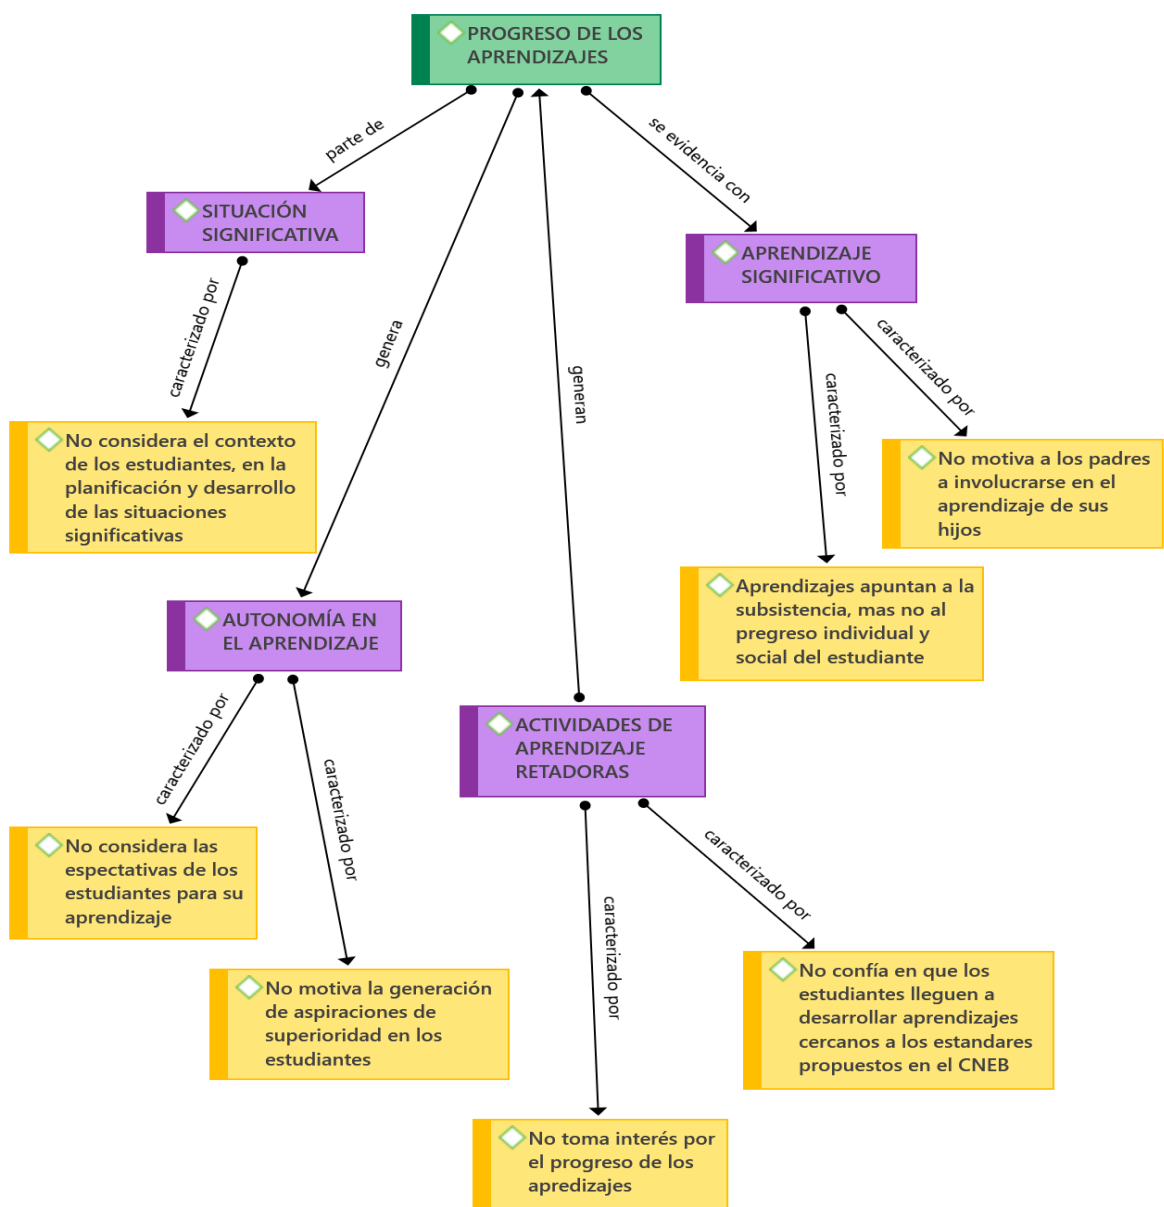 PROGRESO DE LOS
APRENDIZAJES
parte de
se evidencia con
SITUACIÓN
SIGNIFICATIVA
APRENDIZAJE
SIGNIFICATIVO
caracterizado por
genera
generan
caracterizado por
caracterizado por
No considera el contexto
de los estudiantes, en la
planificación y desarrollo
de las situaciones
significativas
No motiva a los padres
a involucrarse en el
aprendizaje de sus
hijos
Aprendizajes apuntan a la
subsistencia, mas no al
pregreso individual y
social del estudiante
AUTONOMÍA EN
EL APRENDIZAJE
ACTIVIDADES DE
APRENDIZAJE
RETADORAS
caracterizado por
caracterizado por
caracterizado por
caracterizado por
No considera las
espectativas de los
estudiantes para su
aprendizaje
No motiva la generación
de aspiraciones de
superioridad en los
estudiantes
No confía en que los
estudiantes lleguen a
desarrollar aprendizajes
cercanos a los estandares
propuestos en el CNEB
No toma interés por
el progreso de los
apredizajes